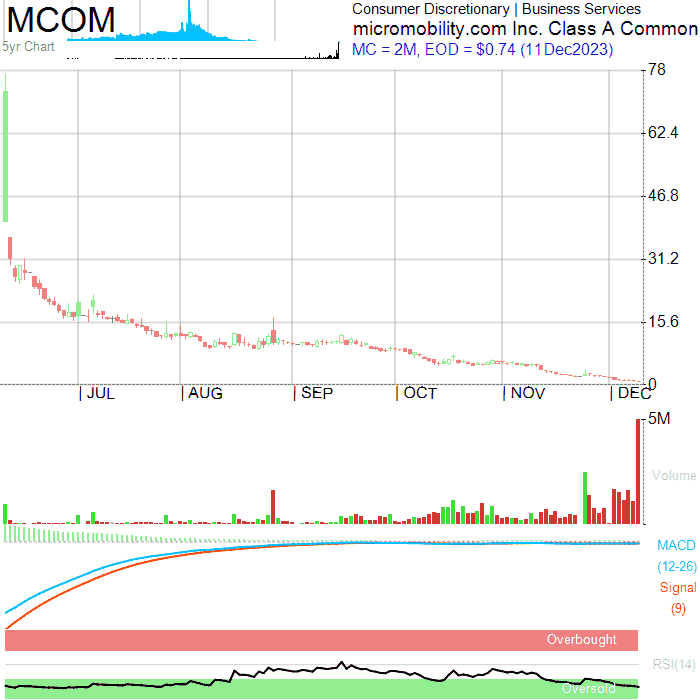 MCOM
5yr Chart
Consumer Discretionary | Business Services
micromobility.com Inc. Class A Common
MC = 2M, EOD = $0.74 (11Dec2023)
78
62.4
46.8
31.2
15.6
0
| JUL | AUG | SEP | OCT | NOV | DEC
5M
Volume
MACD
(12-26)
Signal
(9)
Overbought
RSI(14)
Oversold